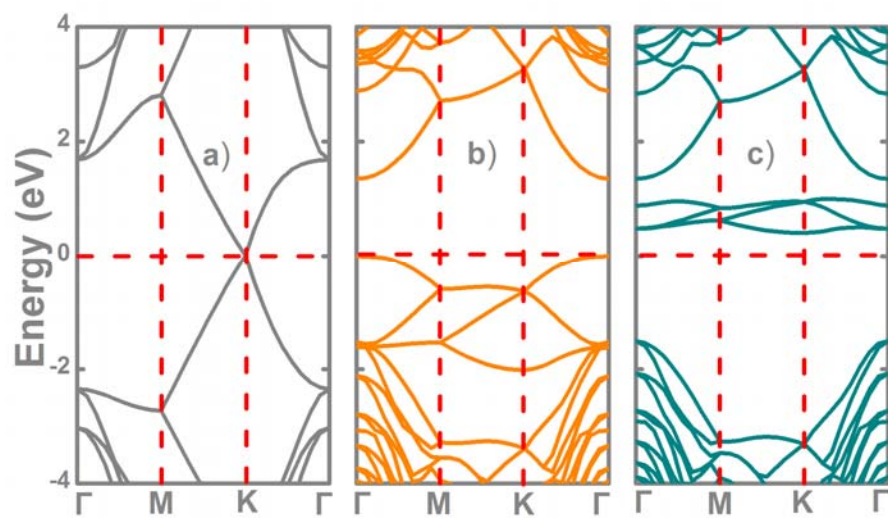 4
2
0
-2
-4
Energy (eV)
a)
b)
c)
Γ M K Γ M K Γ M K Γ